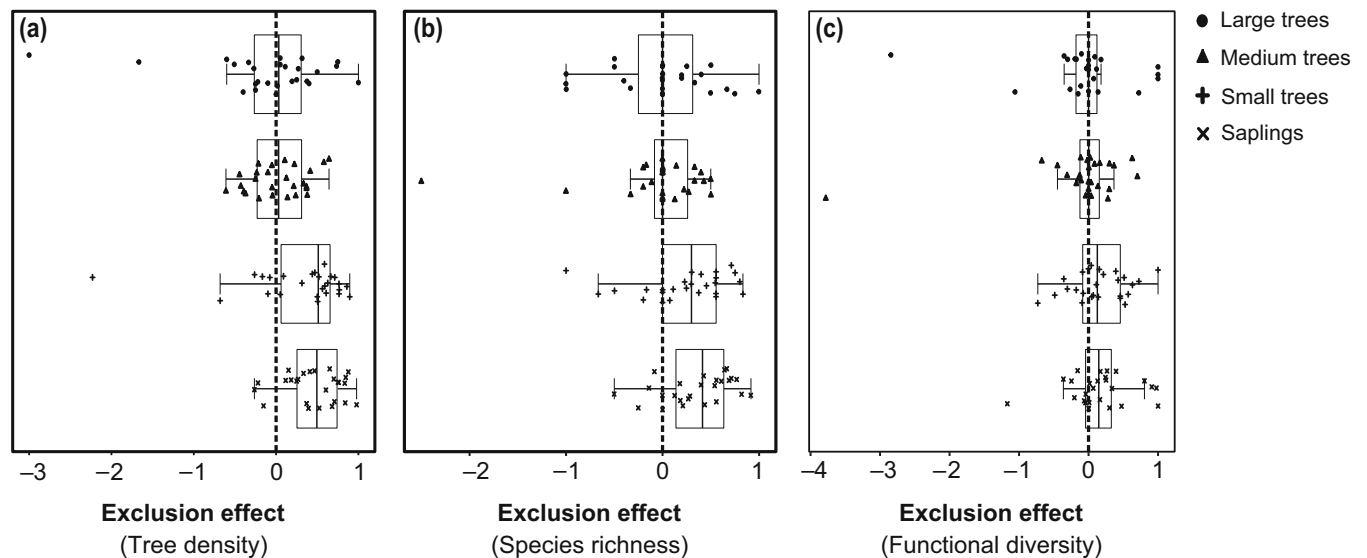 (a)
(b)
(c)
Large trees
Medium trees
Small trees
Saplings
–3 –2 –1 0 1
–2 –1 0 1
–4 –3 –2 –1 0 1
Exclusion effect
(Tree density)
Exclusion effect
(Species richness)
Exclusion effect
(Functional diversity)